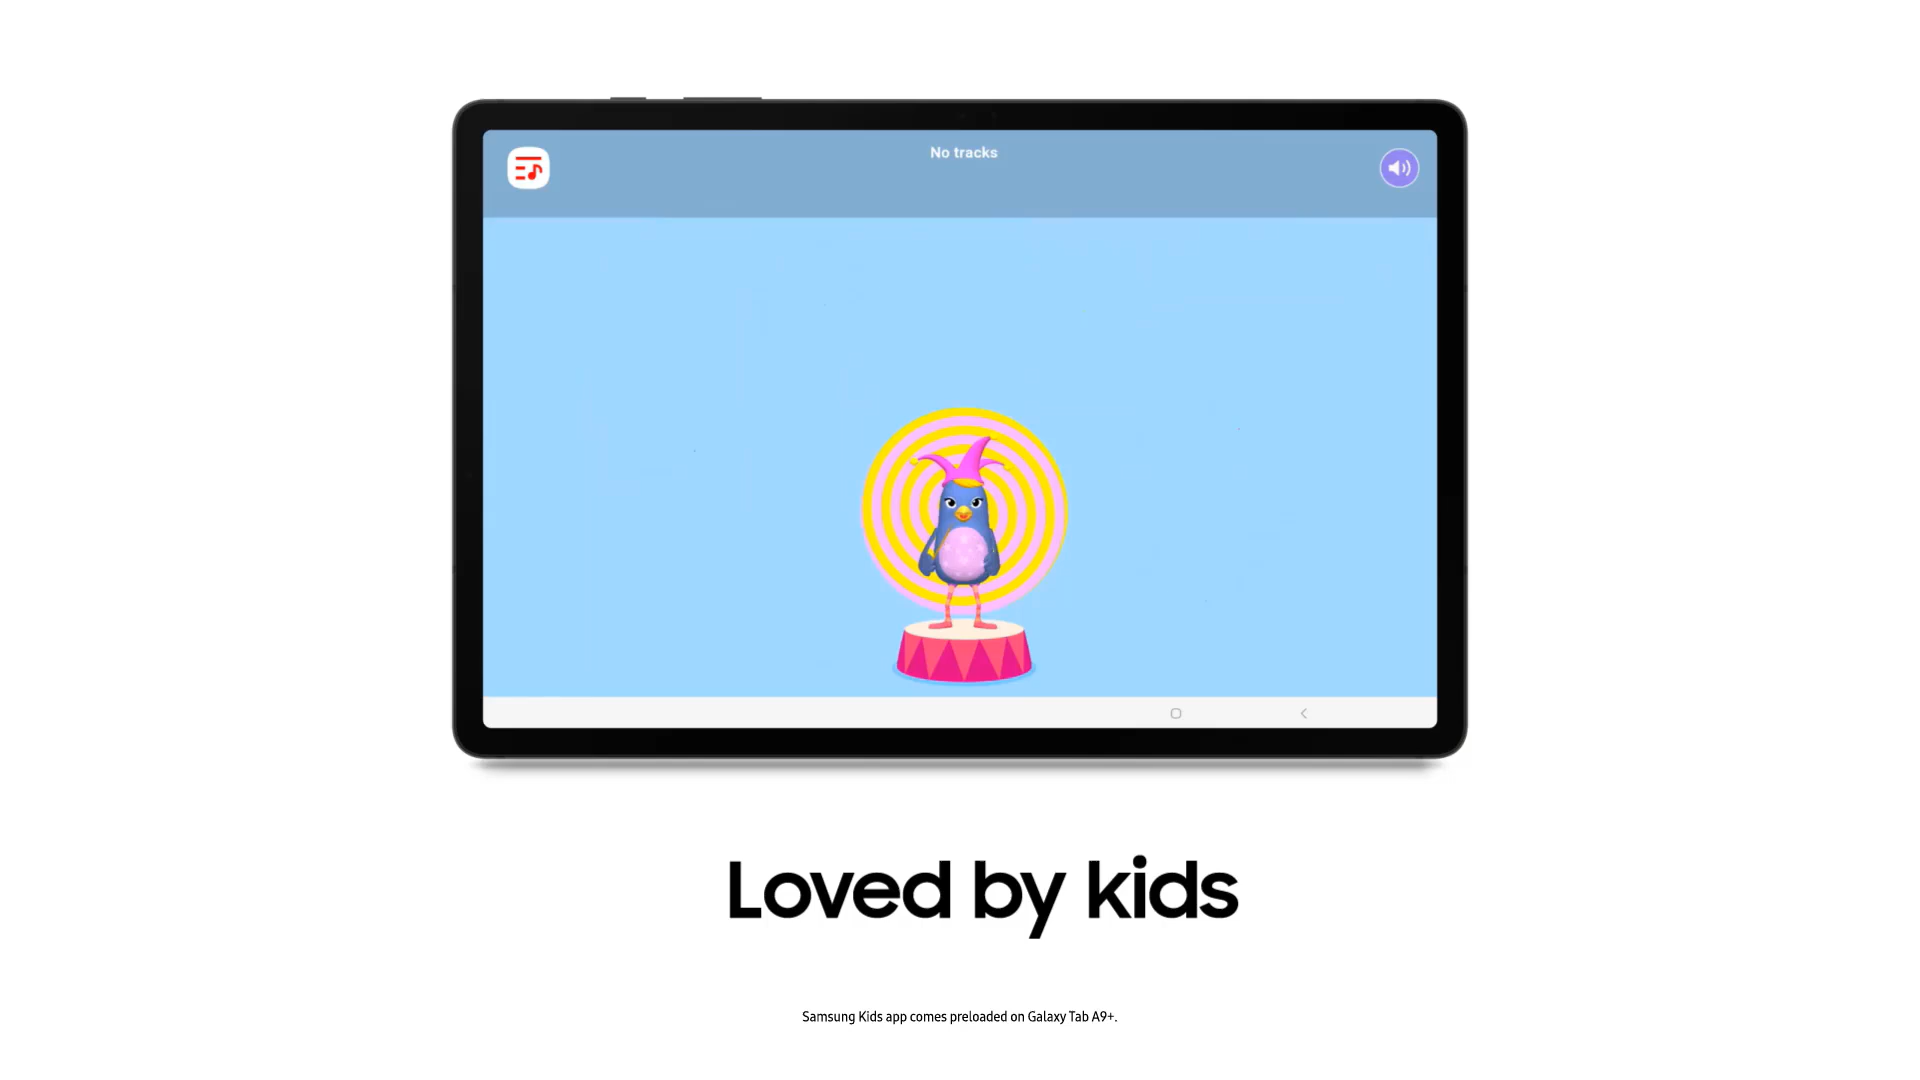 No tracks
Loved by kids
Samsung Kids app comes preloaded on Galaxy Tab A9+.